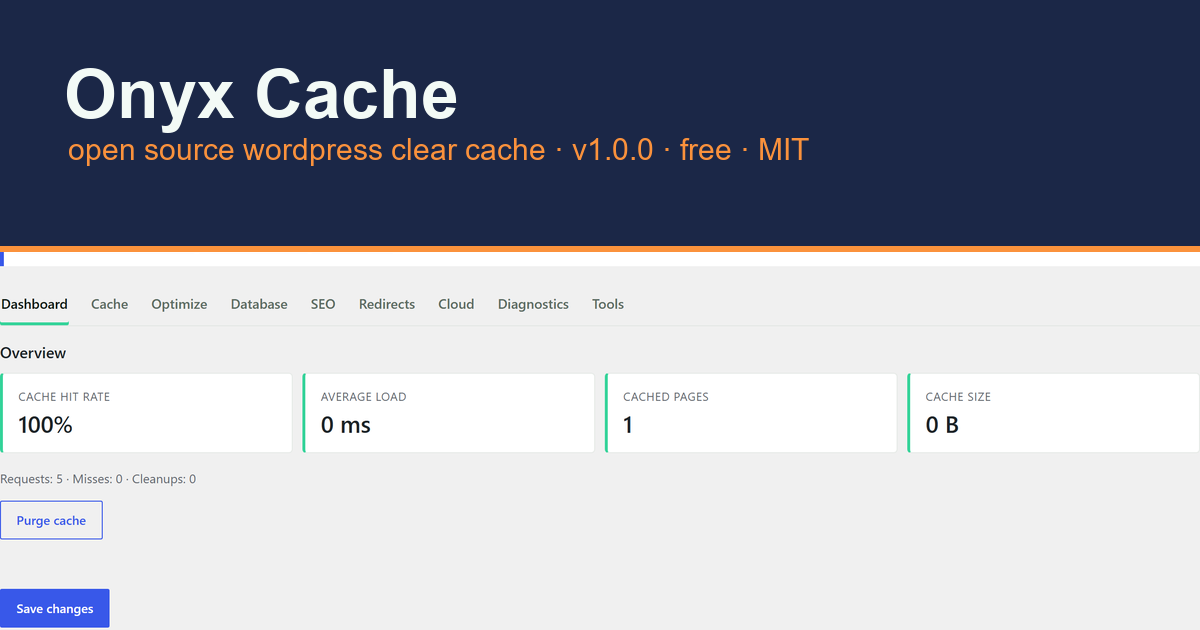 Onyx Cache
open source wordpress clear cache · v1.0.0 · free · MIT
Dashboard Cache Optimize Database SEO Redirects Cloud Diagnostics Tools
Overview
CACHE HIT RATE AVERAGE LOAD CACHED PAGES CACHE SIZE
100% 0 ms 1 0 B
Requests: 5 · Misses: 0 · Cleanups: 0
Purge cache
Save changes